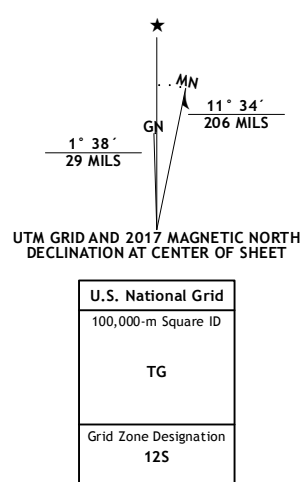 ★
MN
GN
11° 34´
206 MILS
1° 38´
29 MILS
UTM GRID AND 2017 MAGNETIC NORTH
DECLINATION AT CENTER OF SHEET
U.S. National Grid
100,000-m Square ID
TG
Grid Zone Designation
12S